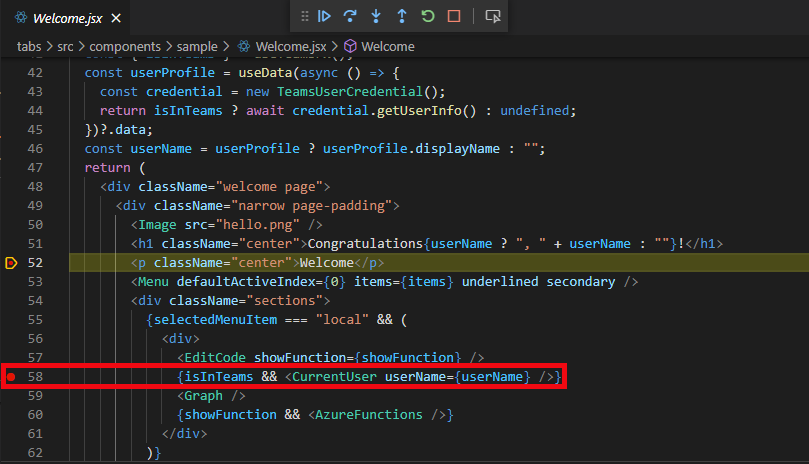 Welcome.jsx
tabs > src > components > sample > Welcome.jsx > Welcome
42 const userProfile = useData(async () => {
43 const credential = new TeamsUserCredential();
44 return isInTeams ? await credential.getUserInfo() : undefined;
45 })?.data;
46 const userName = userProfile ? userProfile.displayName : "";
47 return (
48 <div className="welcome page">
49 <div className="narrow page-padding">
50 <Image src="hello.png" />
51 <h1 className="center">Congratulations{userName ? ", " + userName : ""}!</h1>
52 <p className="center">Welcome</p>
53 <Menu defaultActiveIndex={0} items={items} underlined secondary />
54 <div className="sections">
55 {selectedMenuItem === "local" && (
56 <div>
57 <EditCode showFunction={showFunction} />
58 {isInTeams && <CurrentUser userName={userName} />}
59 <Graph />
60 {showFunction && <AzureFunctions />}
61 </div>
62 )}